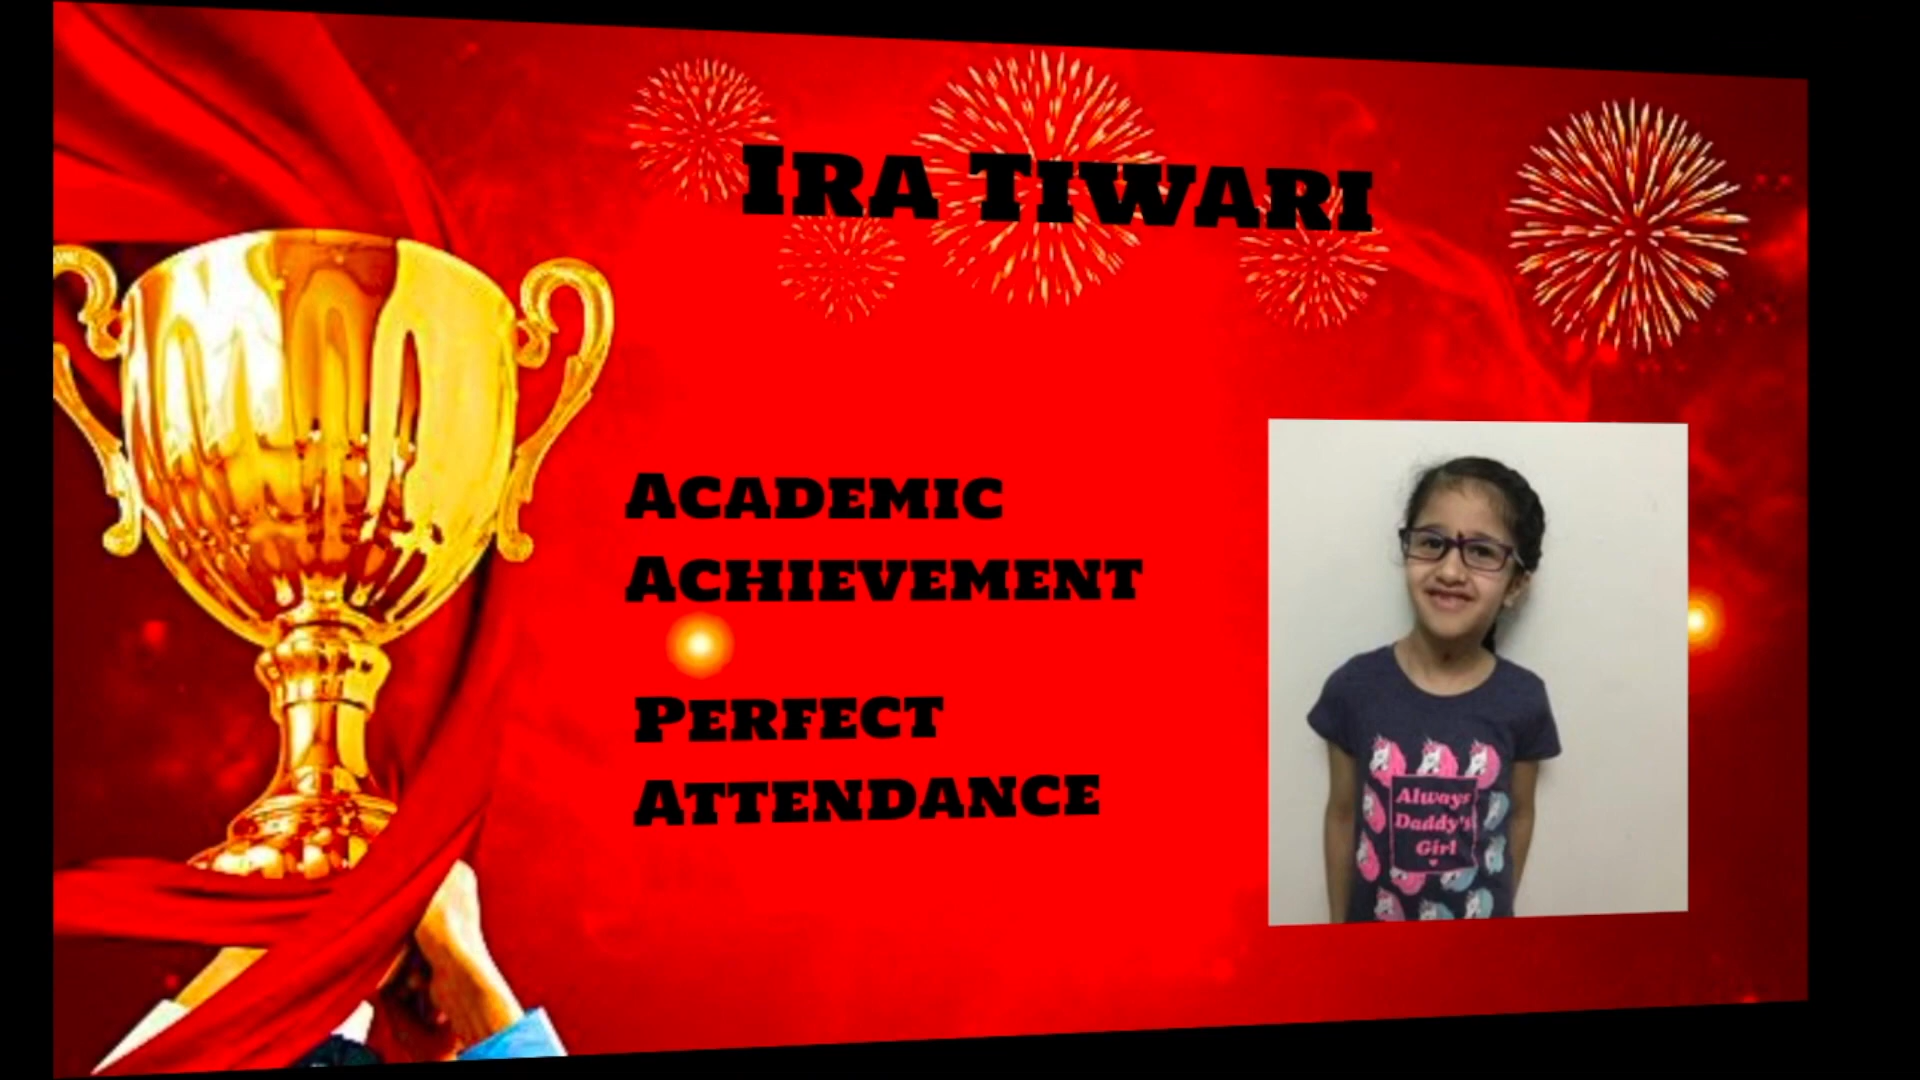 Ira Tiwari
Academic
Achievement
Perfect
Attendance
Always
Daddy's
Girl